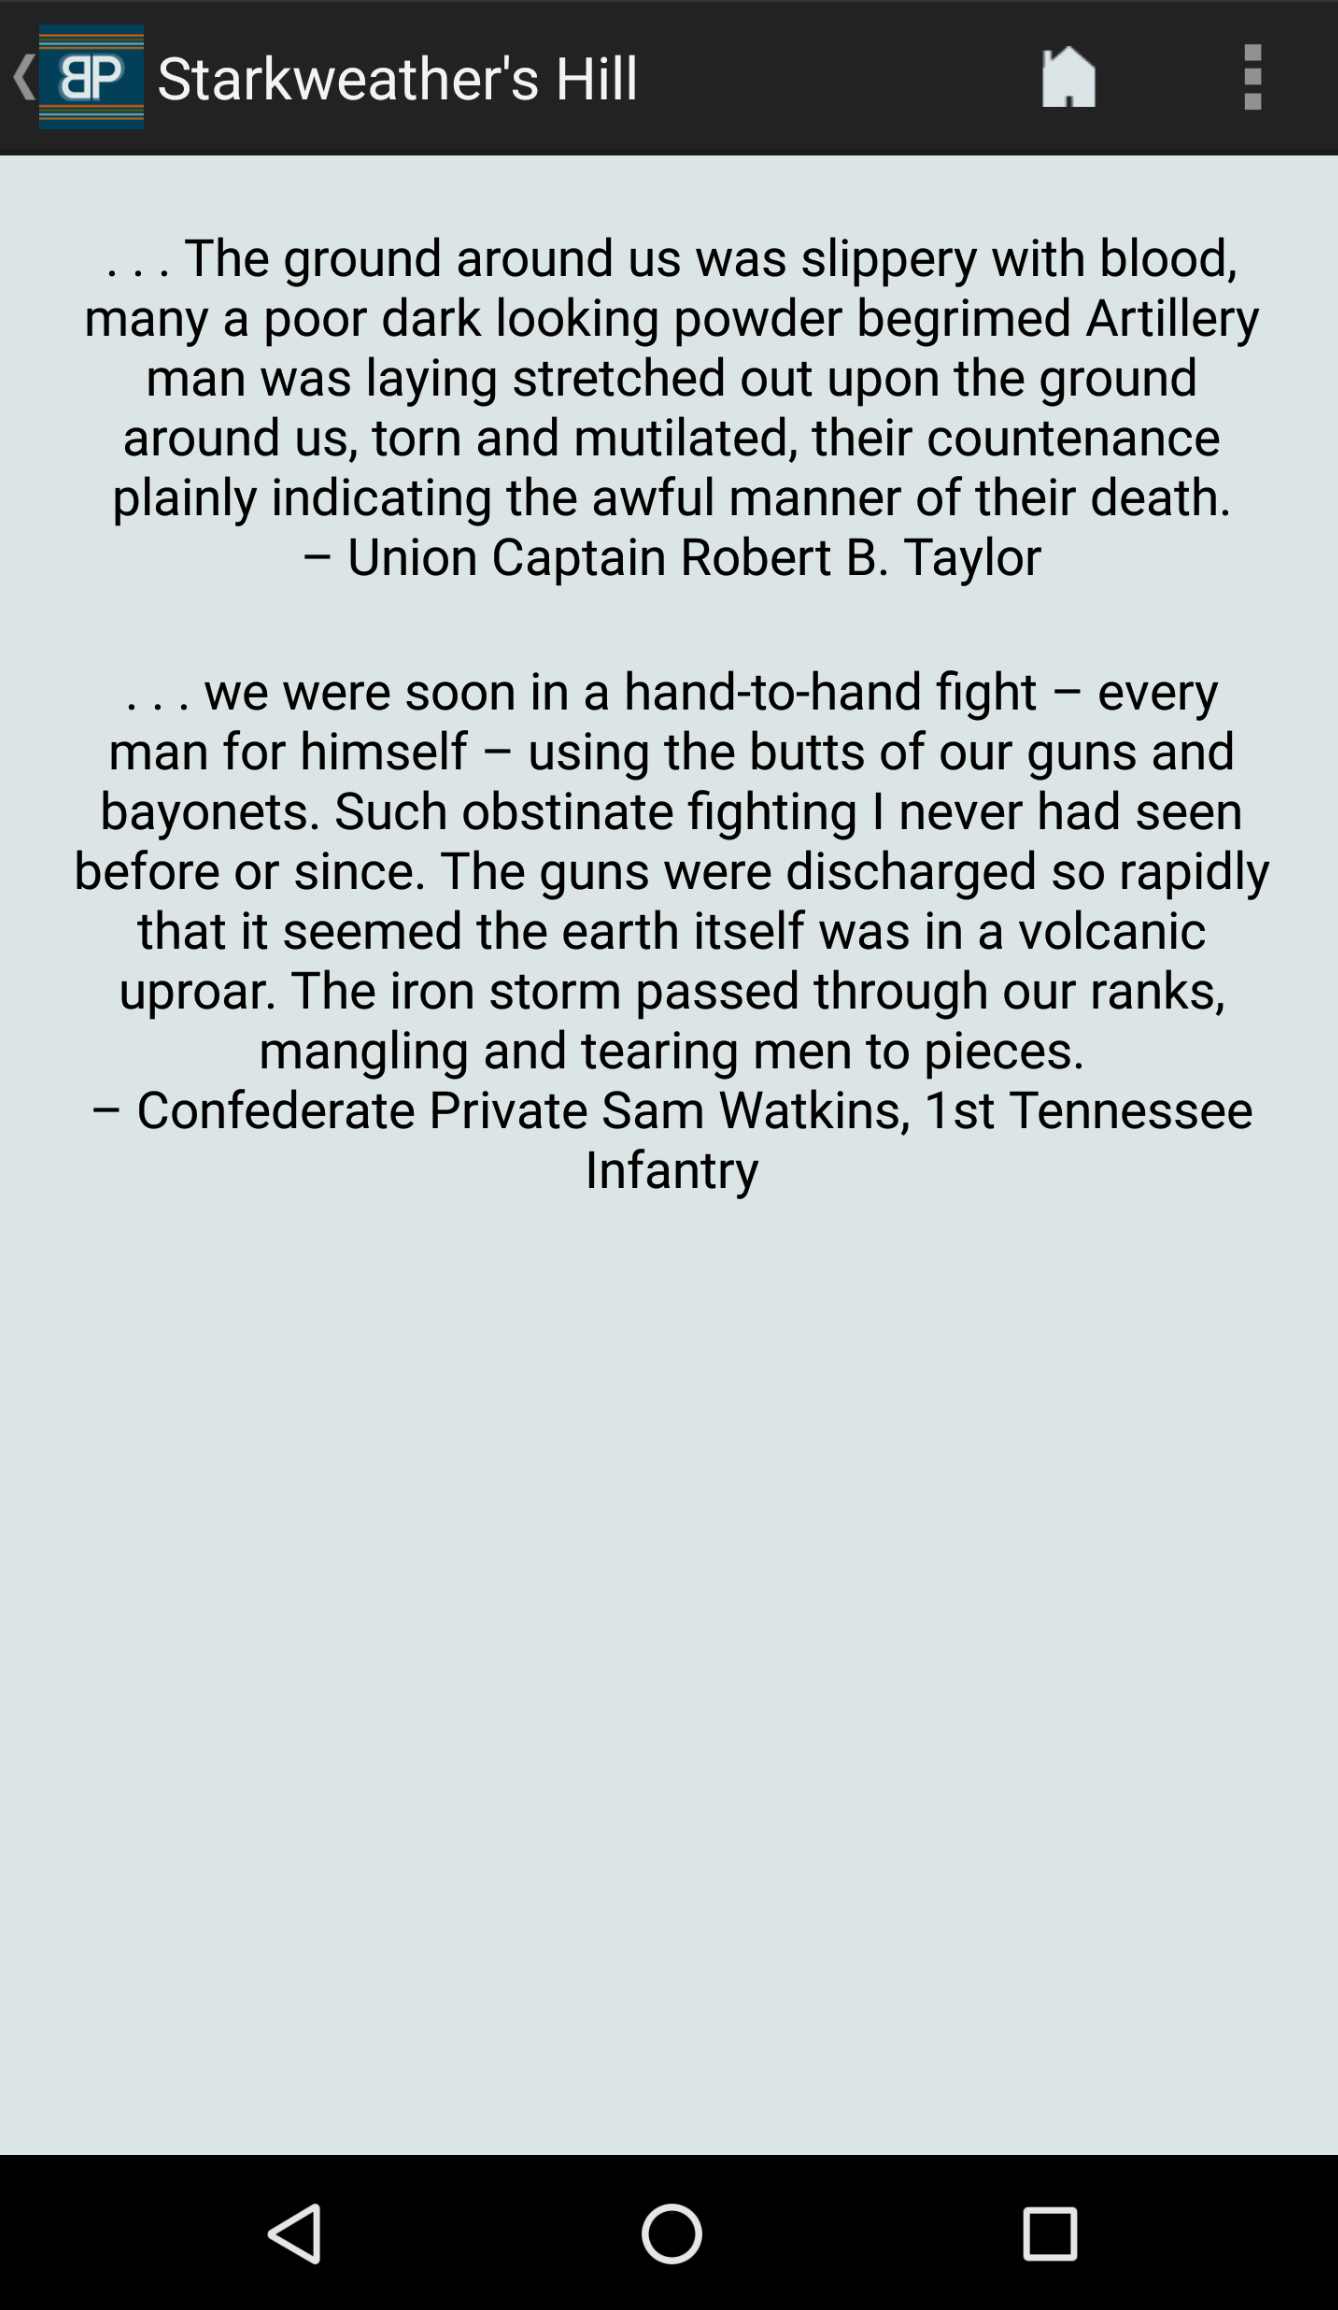 BP Starkweather's Hill
. . . The ground around us was slippery with blood,
many a poor dark looking powder begrimed Artillery
man was laying stretched out upon the ground
around us, torn and mutilated, their countenance
plainly indicating the awful manner of their death.
– Union Captain Robert B. Taylor
. . . we were soon in a hand-to-hand fight – every
man for himself – using the butts of our guns and
bayonets. Such obstinate fighting I never had seen
before or since. The guns were discharged so rapidly
that it seemed the earth itself was in a volcanic
uproar. The iron storm passed through our ranks,
mangling and tearing men to pieces.
– Confederate Private Sam Watkins, 1st Tennessee
Infantry